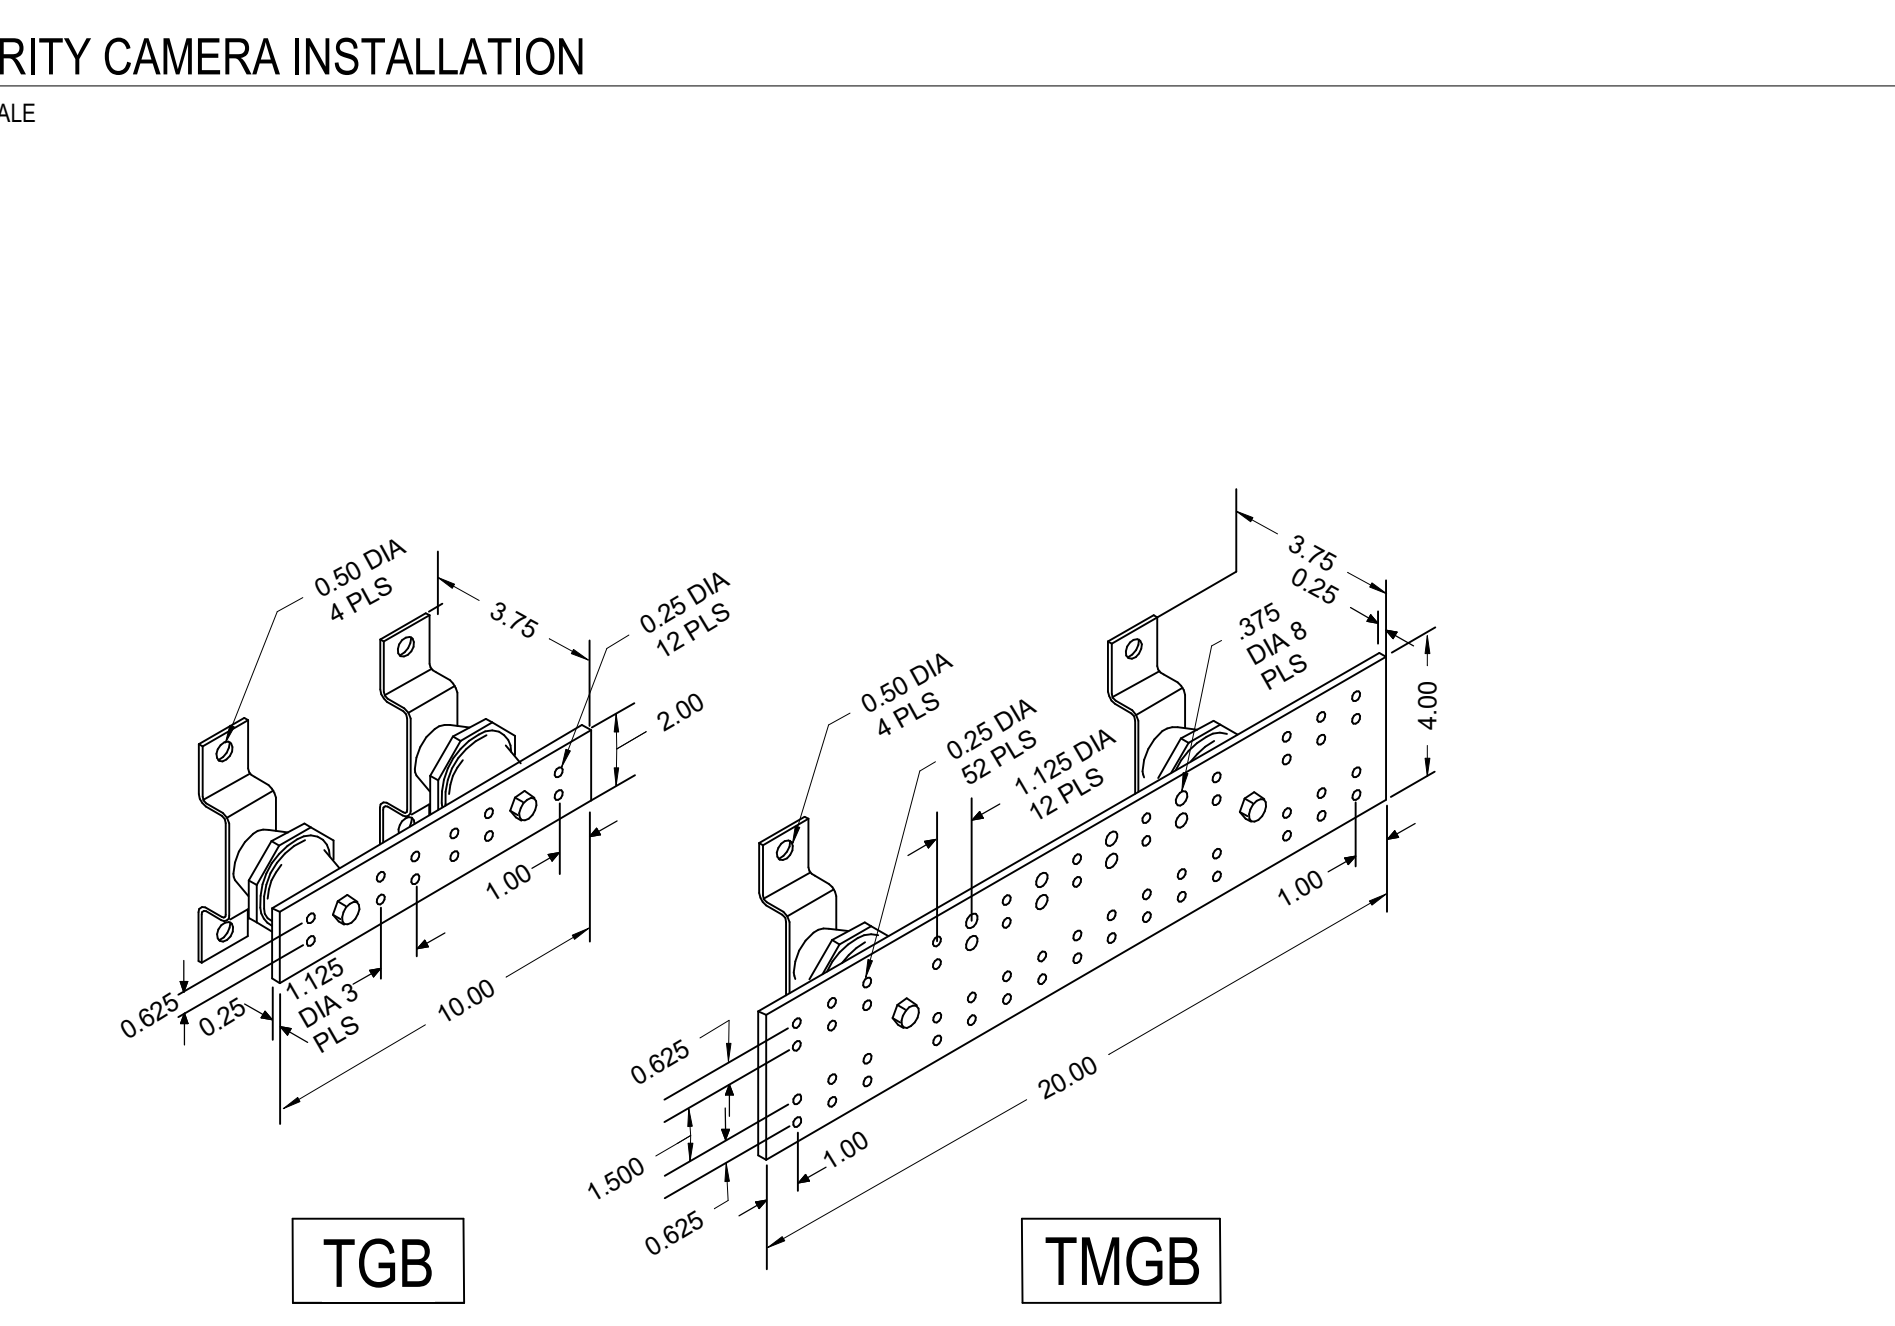 RITY CAMERA INSTALLATION
ALE
0.50 DIA
4 PLS
3.75
0.25 DIA
12 PLS
2.00
1.00
10.00
1.125
DIA 3
PLS
0.25
0.625
TGB
3.75
0.25
.375
DIA 8
PLS
4.00
0.50 DIA
4 PLS
0.25 DIA
52 PLS
1.125 DIA
12 PLS
1.00
20.00
0.625
1.500
1.00
0.625
TMGB